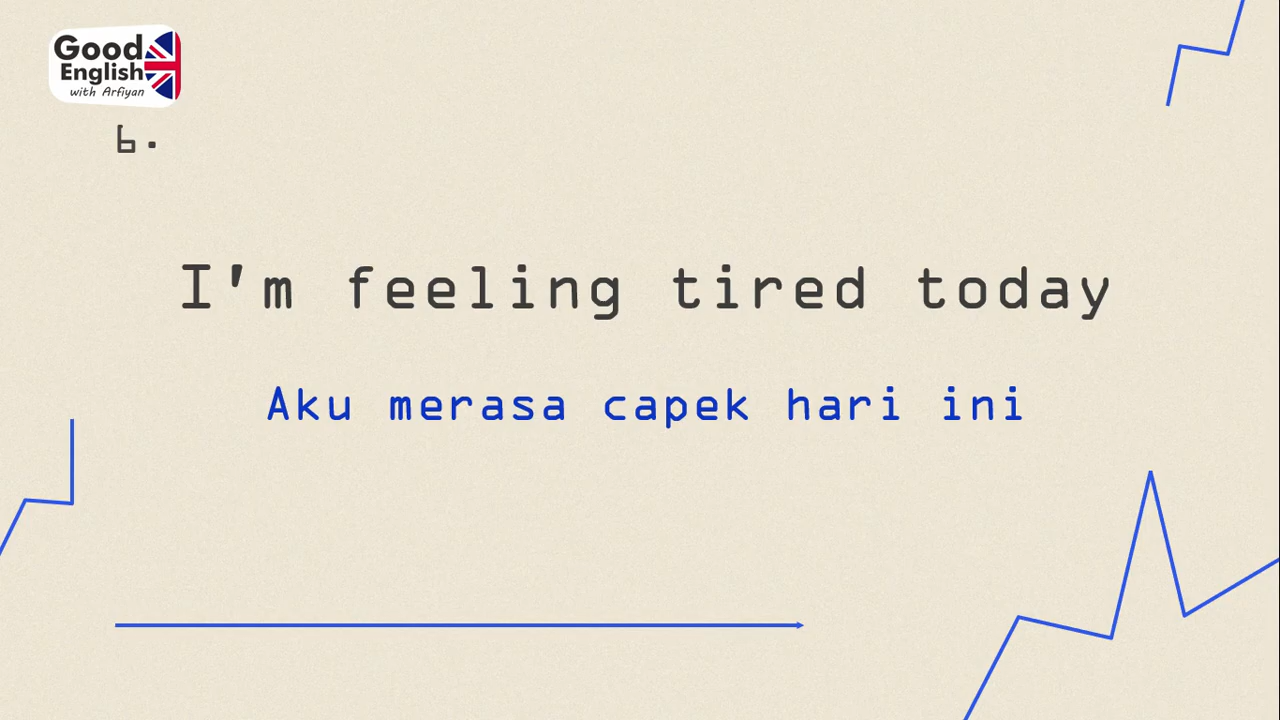 Good
English
with Arfiyan
6.
I'm feeling tired today
Aku merasa capek hari ini